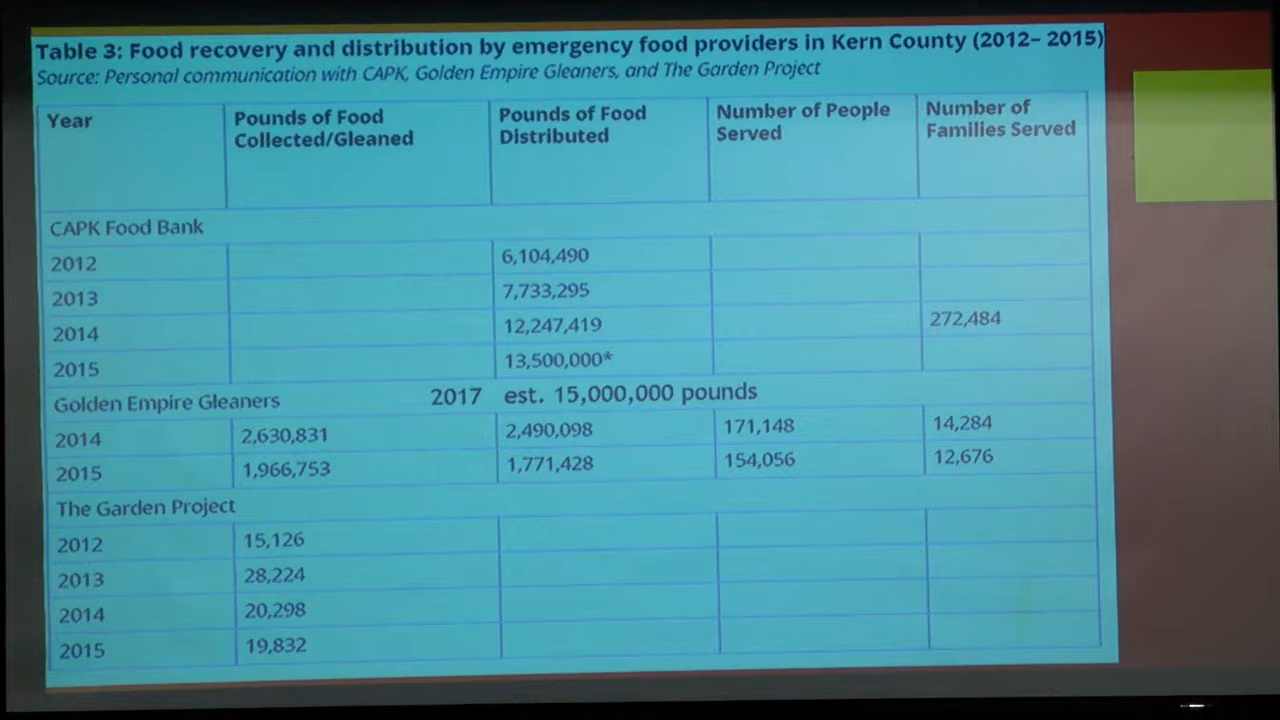 Table 3: Food recovery and distribution by emergency food providers in Kern County (2012– 2015)
Source: Personal communication with CAPK, Golden Empire Gleaners, and The Garden Project
Year Pounds of Food Collected/Gleaned Pounds of Food Distributed Number of People Served Number of Families Served
CAPK Food Bank
2012 6,104,490
2013 7,733,295
2014 12,247,419 272,484
2015 13,500,000*
2017 est. 15,000,000 pounds
Golden Empire Gleaners
2014 2,630,831 2,490,098 171,148 14,284
2015 1,966,753 1,771,428 154,056 12,676
The Garden Project
2012 15,126
2013 28,224
2014 20,298
2015 19,832